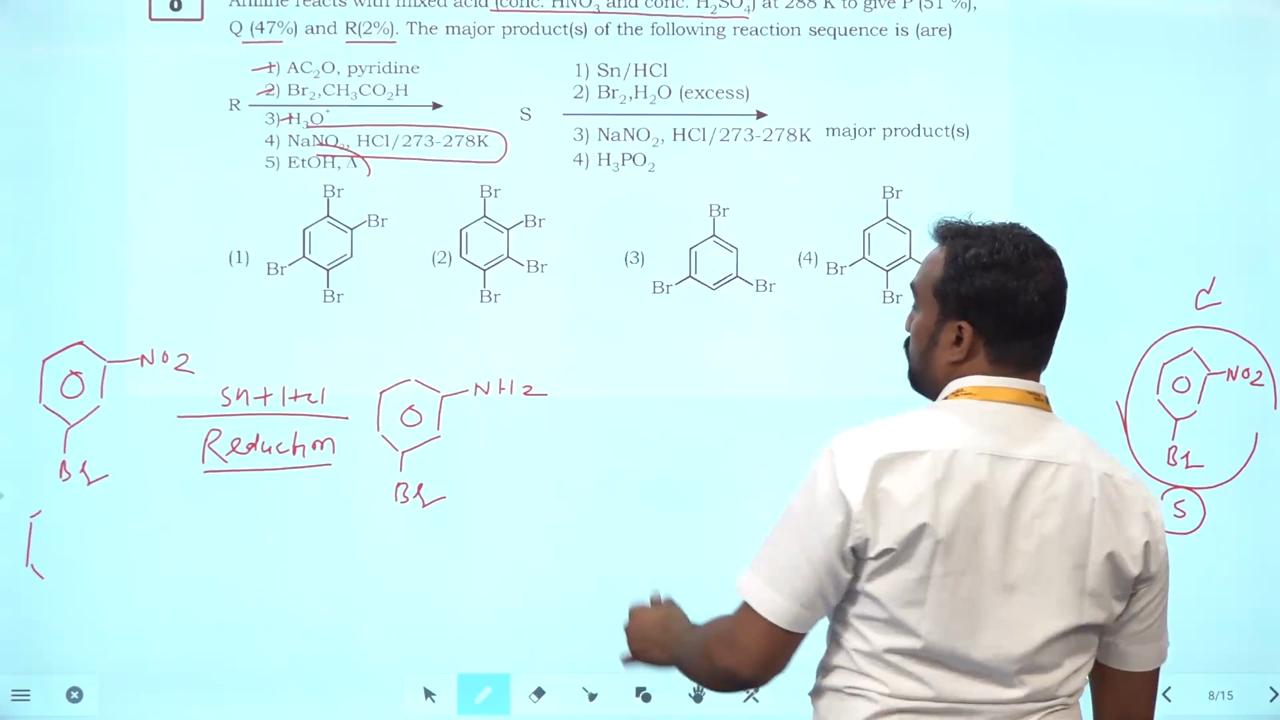 8
Aniline reacts with mixed acid (conc. HNO₃ and conc. H₂SO₄) at 288 K to give P (51 %),
Q (47%) and R(2%). The major product(s) of the following reaction sequence is (are)
1) AC₂O, pyridine
2) Br₂,CH₃CO₂H
R
3) H₃O⁺
4) NaNO₂, HCl/273-278K
5) EtOH, Δ
S
1) Sn/HCl
2) Br₂,H₂O (excess)
3) NaNO₂, HCl/273-278K
4) H₃PO₂
major product(s)
(1)
Br
Br
Br
Br
(2)
Br
Br
Br
Br
(3)
Br
Br
Br
(4)
Br
Br
Br
NO2
Br
Sn+Hcl
Reduction
NH2
Br
NO2
Br
S
8/15